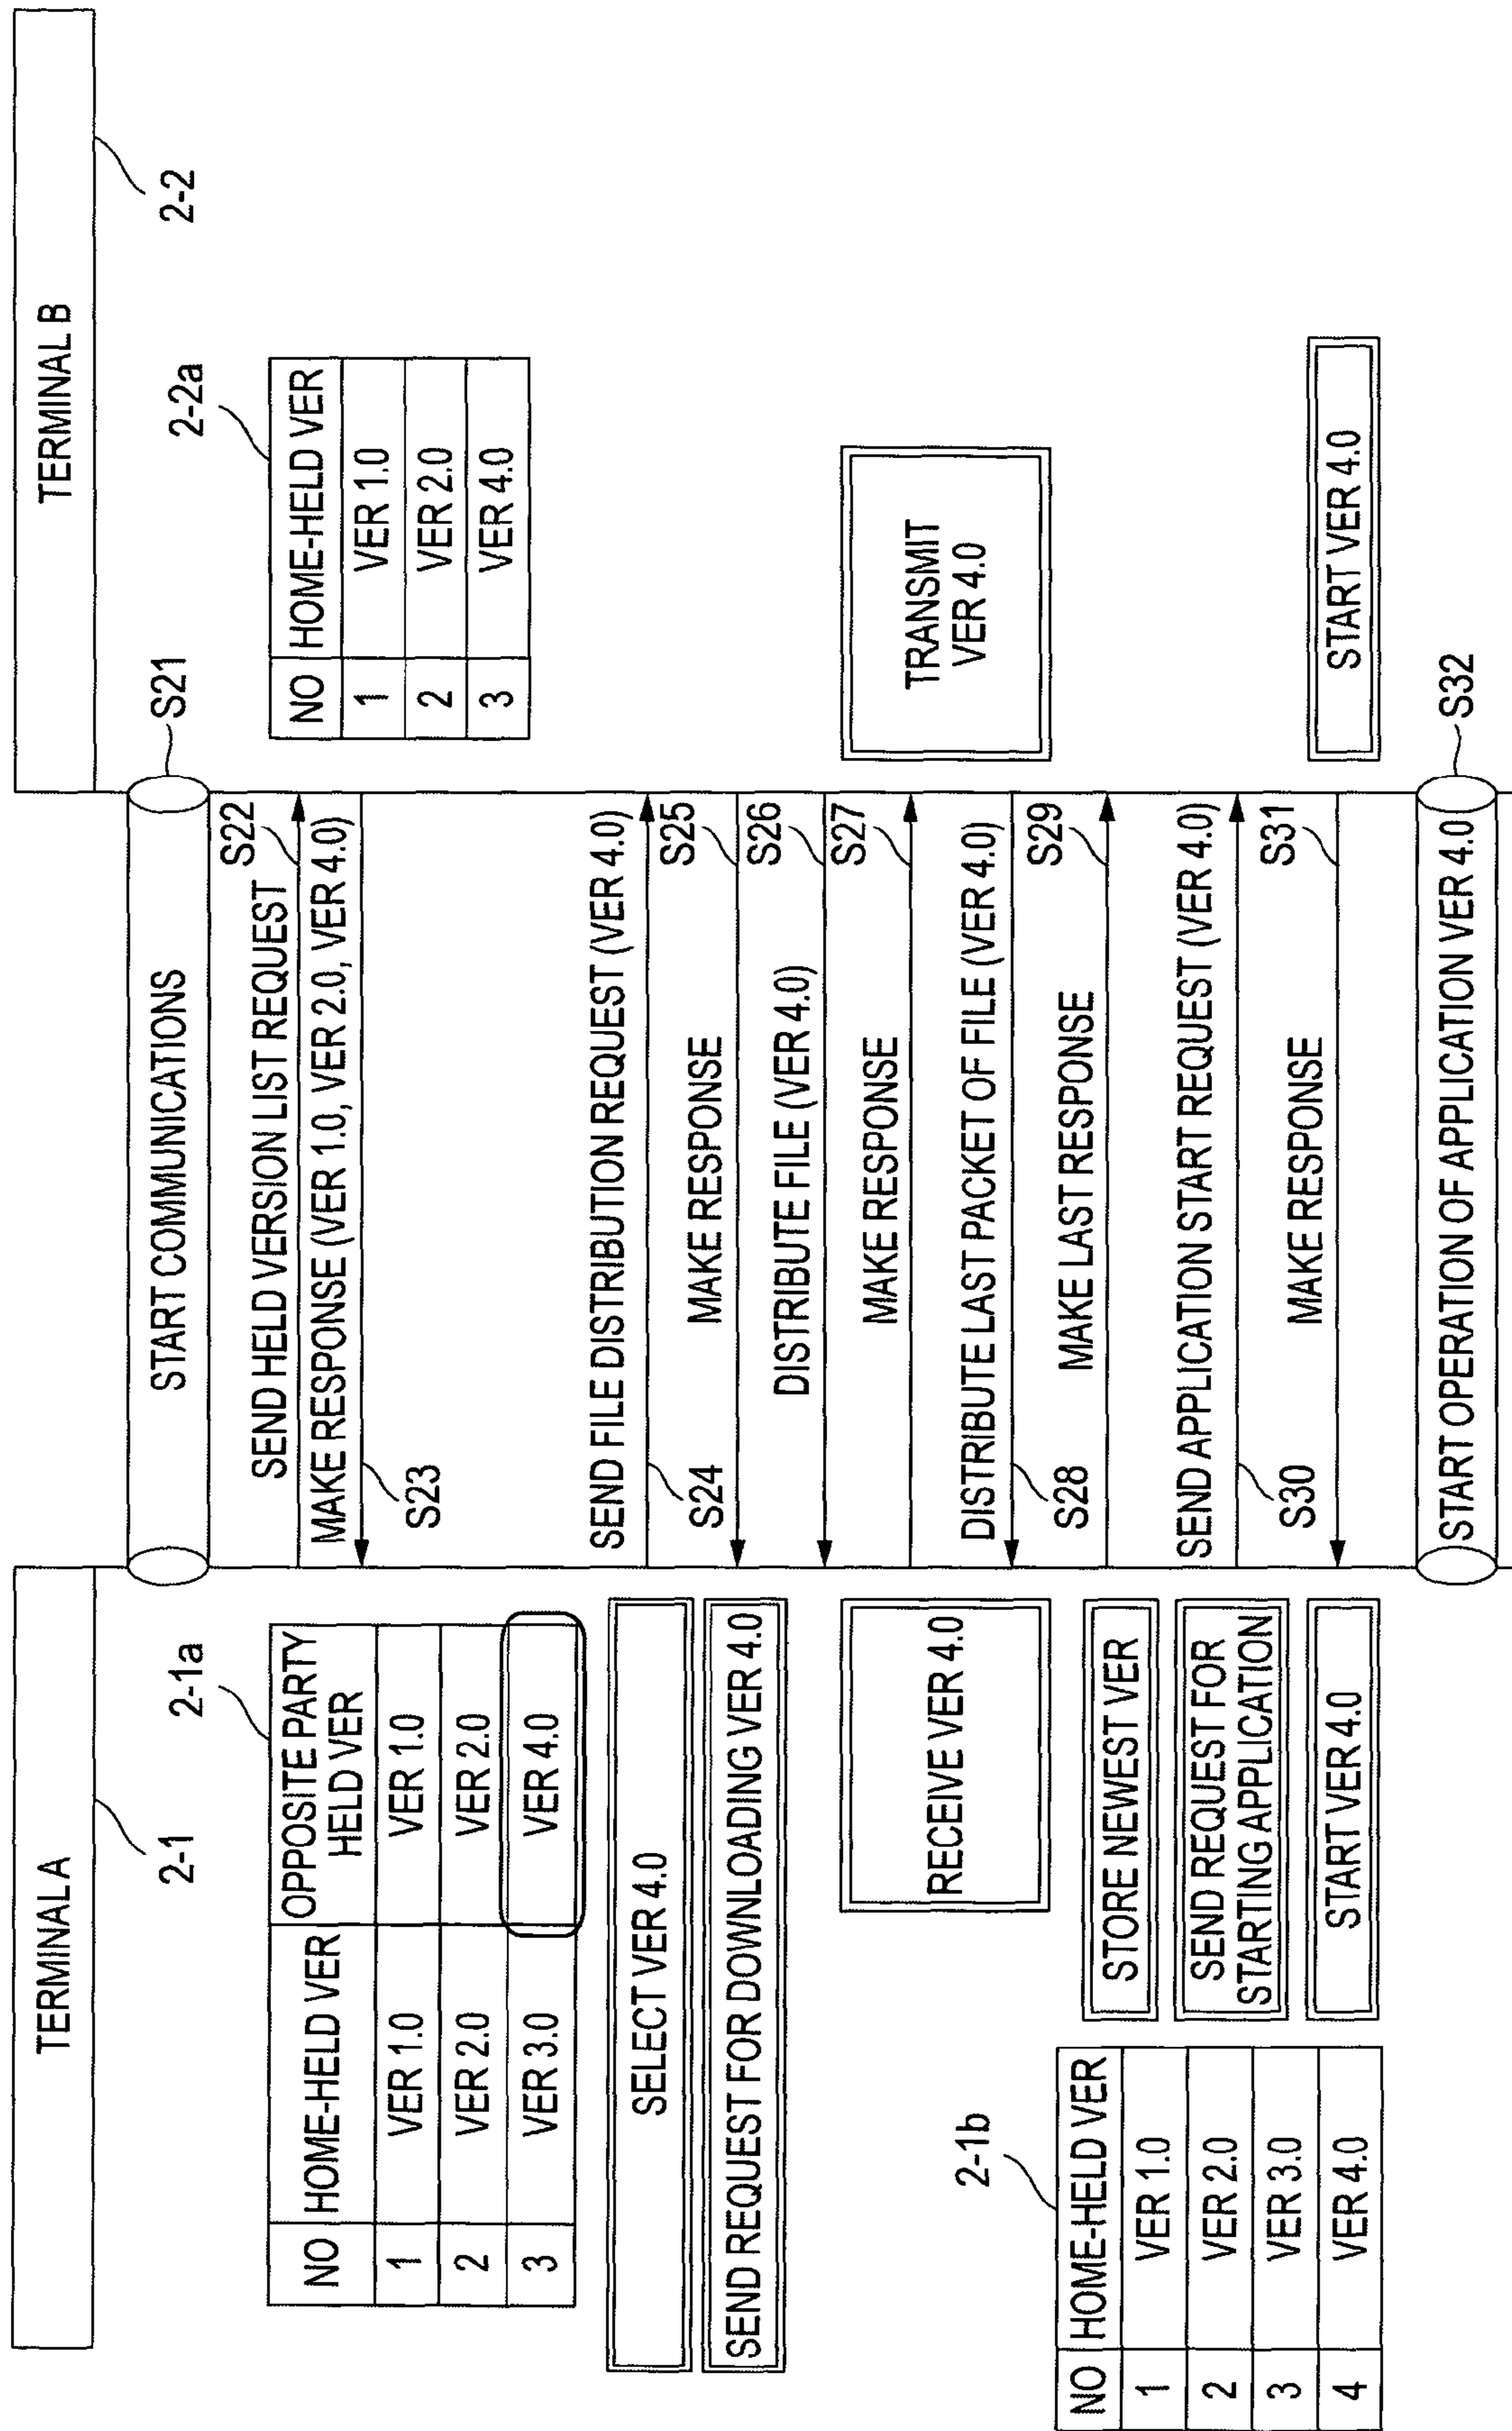 TERMINAL A
2-1
TERMINAL B
2-2
START COMMUNICATIONS
S21
2-1a
NO HOME-HELD VER OPPOSITE PARTY
HELD VER
1 VER 1.0 VER 1.0
2 VER 2.0 VER 2.0
3 VER 3.0 VER 4.0
SEND HELD VERSION LIST REQUEST
S22
MAKE RESPONSE (VER 1.0, VER 2.0, VER 4.0)
S23
2-2a
NO HOME-HELD VER
1 VER 1.0
2 VER 2.0
3 VER 4.0
SELECT VER 4.0
SEND REQUEST FOR DOWNLOADING VER 4.0
SEND FILE DISTRIBUTION REQUEST (VER 4.0)
S24
S25
MAKE RESPONSE
S26
DISTRIBUTE FILE (VER 4.0)
S27
MAKE RESPONSE
RECEIVE VER 4.0
TRANSMIT
VER 4.0
DISTRIBUTE LAST PACKET OF FILE (VER 4.0)
S28
S29
MAKE LAST RESPONSE
2-1b
NO HOME-HELD VER
1 VER 1.0
2 VER 2.0
3 VER 3.0
4 VER 4.0
STORE NEWEST VER
SEND REQUEST FOR
STARTING APPLICATION
START VER 4.0
SEND APPLICATION START REQUEST (VER 4.0)
S30
S31
MAKE RESPONSE
START VER 4.0
START OPERATION OF APPLICATION VER 4.0
S32